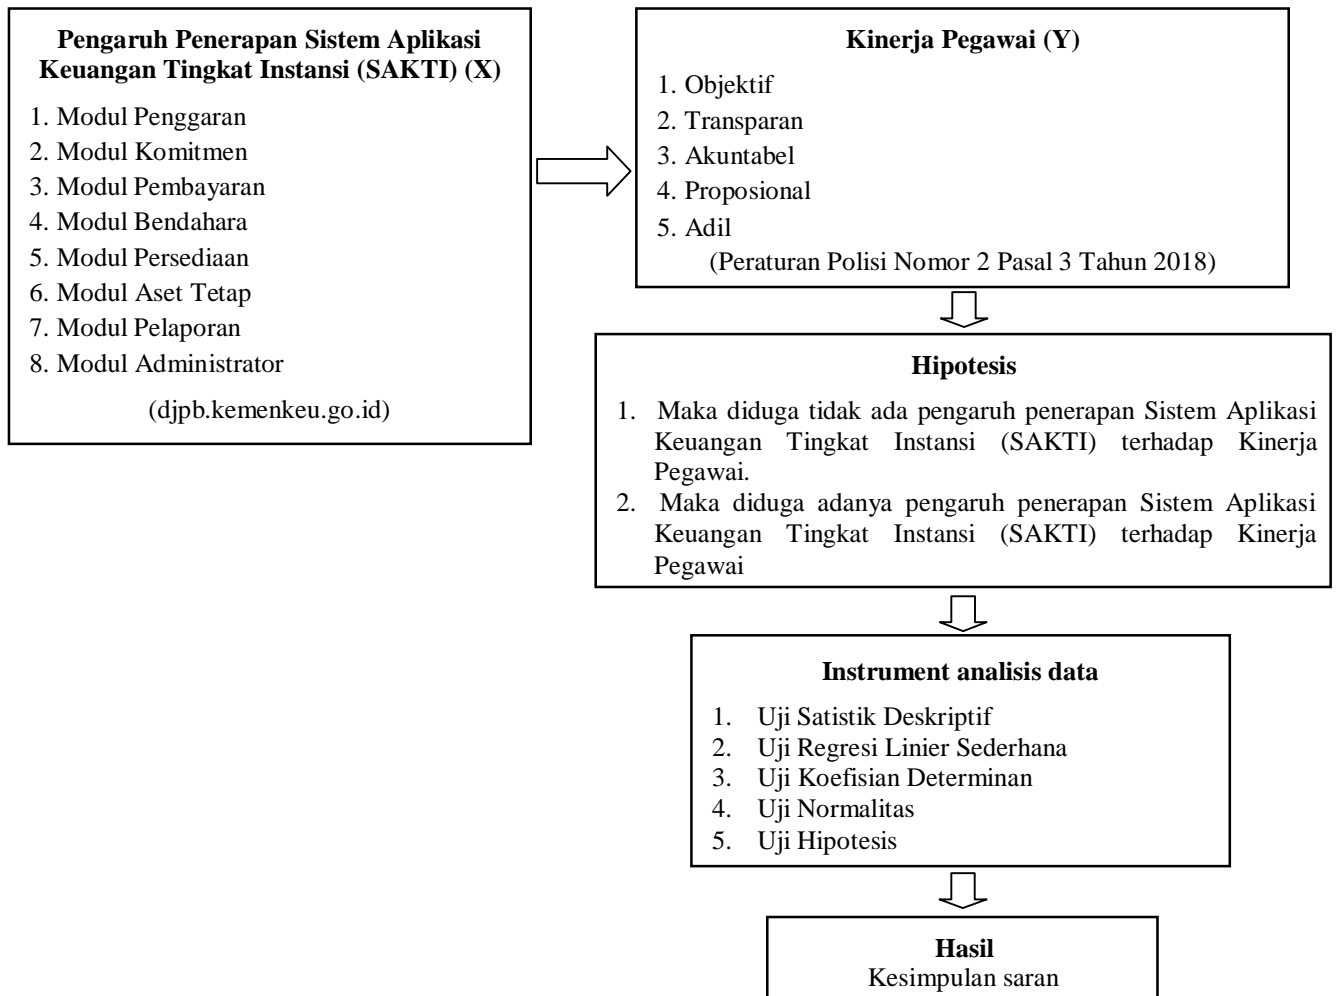 Pengaruh Penerapan Sistem Aplikasi
Keuangan Tingkat Instansi (SAKTI) (X)
1. Modul Penggaran
2. Modul Komitmen
3. Modul Pembayaran
4. Modul Bendahara
5. Modul Persediaan
6. Modul Aset Tetap
7. Modul Pelaporan
8. Modul Administrator
(djpb.kemenkeu.go.id)
Kinerja Pegawai (Y)
1. Objektif
2. Transparan
3. Akuntabel
4. Proposional
5. Adil
(Peraturan Polisi Nomor 2 Pasal 3 Tahun 2018)
Hipotesis
1. Maka diduga tidak ada pengaruh penerapan Sistem Aplikasi
Keuangan Tingkat Instansi (SAKTI) terhadap Kinerja
Pegawai.
2. Maka diduga adanya pengaruh penerapan Sistem Aplikasi
Keuangan Tingkat Instansi (SAKTI) terhadap Kinerja
Pegawai
Instrument analisis data
1. Uji Satistik Deskriptif
2. Uji Regresi Linier Sederhana
3. Uji Koefisian Determinan
4. Uji Normalitas
5. Uji Hipotesis
Hasil
Kesimpulan saran